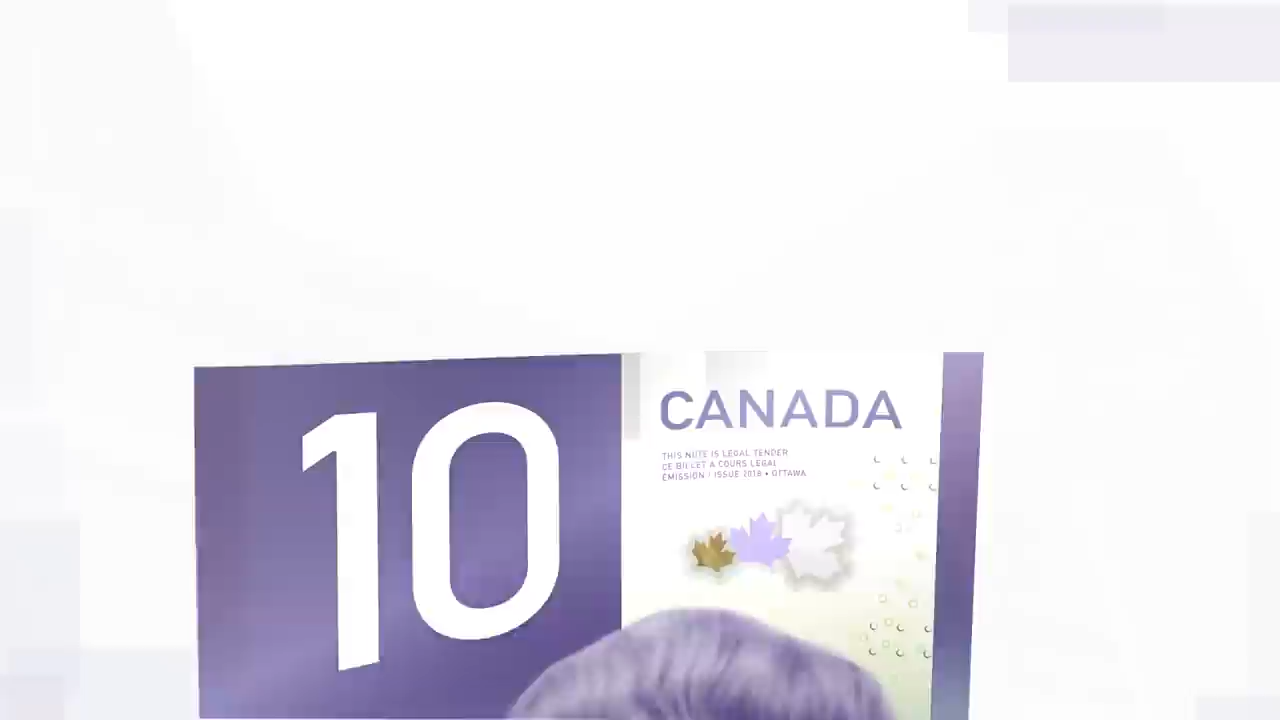 10
CANADA
THIS NOTE IS LEGAL TENDER
CE BILLET A COURS LEGAL
EMISSION / ISSUE 2018 • OTTAWA